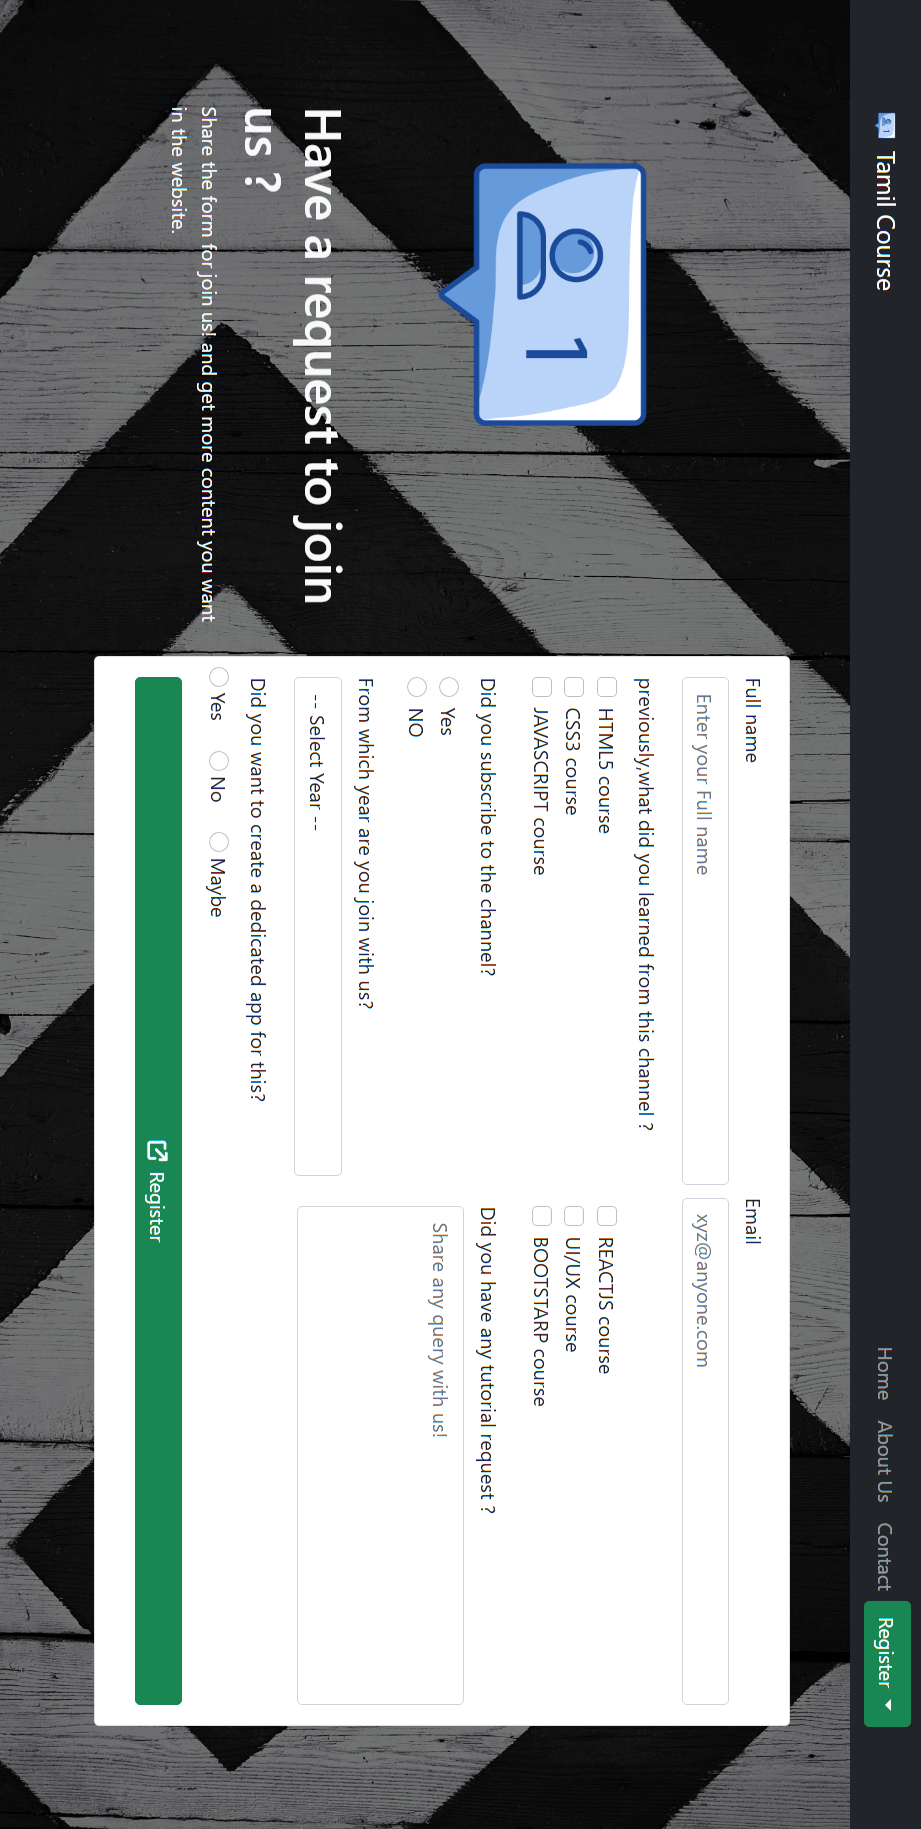 Tamil Course
Home About Us Contact Register
1
Have a request to join
us ?
Share the form for join us! and get more content you want
in the website.
Full name
Enter your Full name
Email
xyz@anyone.com
previously,what did you learned from this channel ?
HTML5 course
CSS3 course
JAVASCRIPT course
REACTJS course
UI/UX course
BOOTSTARP course
Did you subscribe to the channel?
Yes
NO
Did you have any tutorial request ?
Share any query with us!
From which year are you join with us?
-- Select Year --
Did you want to create a dedicated app for this?
Yes No Maybe
Register